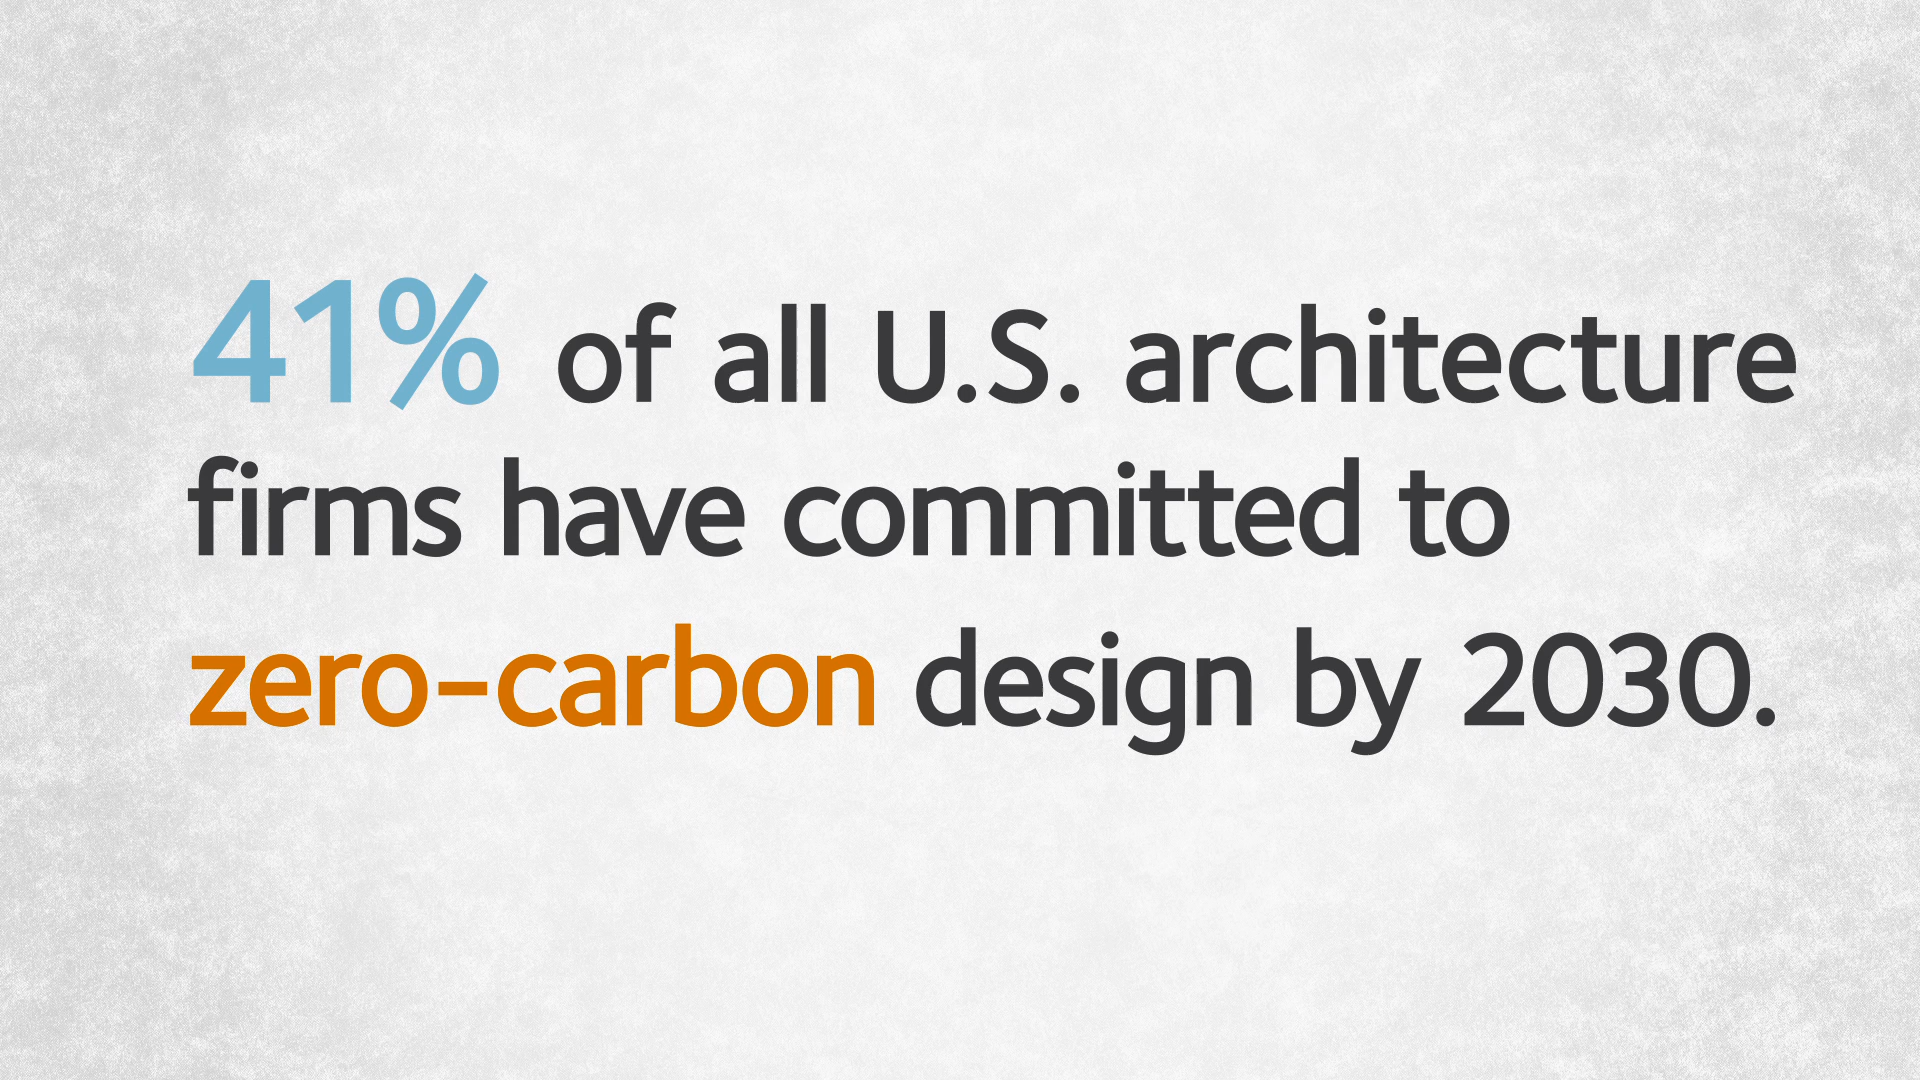 41% of all U.S. architecture
firms have committed to
zero-carbon design by 2030.